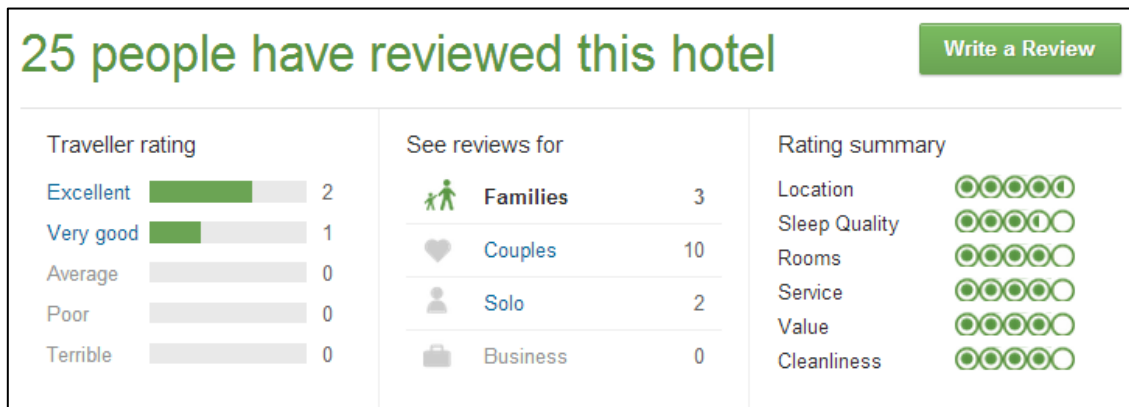 25 people have reviewed this hotel
Write a Review
Traveller rating
Excellent 2
Very good 1
Average 0
Poor 0
Terrible 0
See reviews for
Families 3
Couples 10
Solo 2
Business 0
Rating summary
Location
Sleep Quality
Rooms
Service
Value
Cleanliness